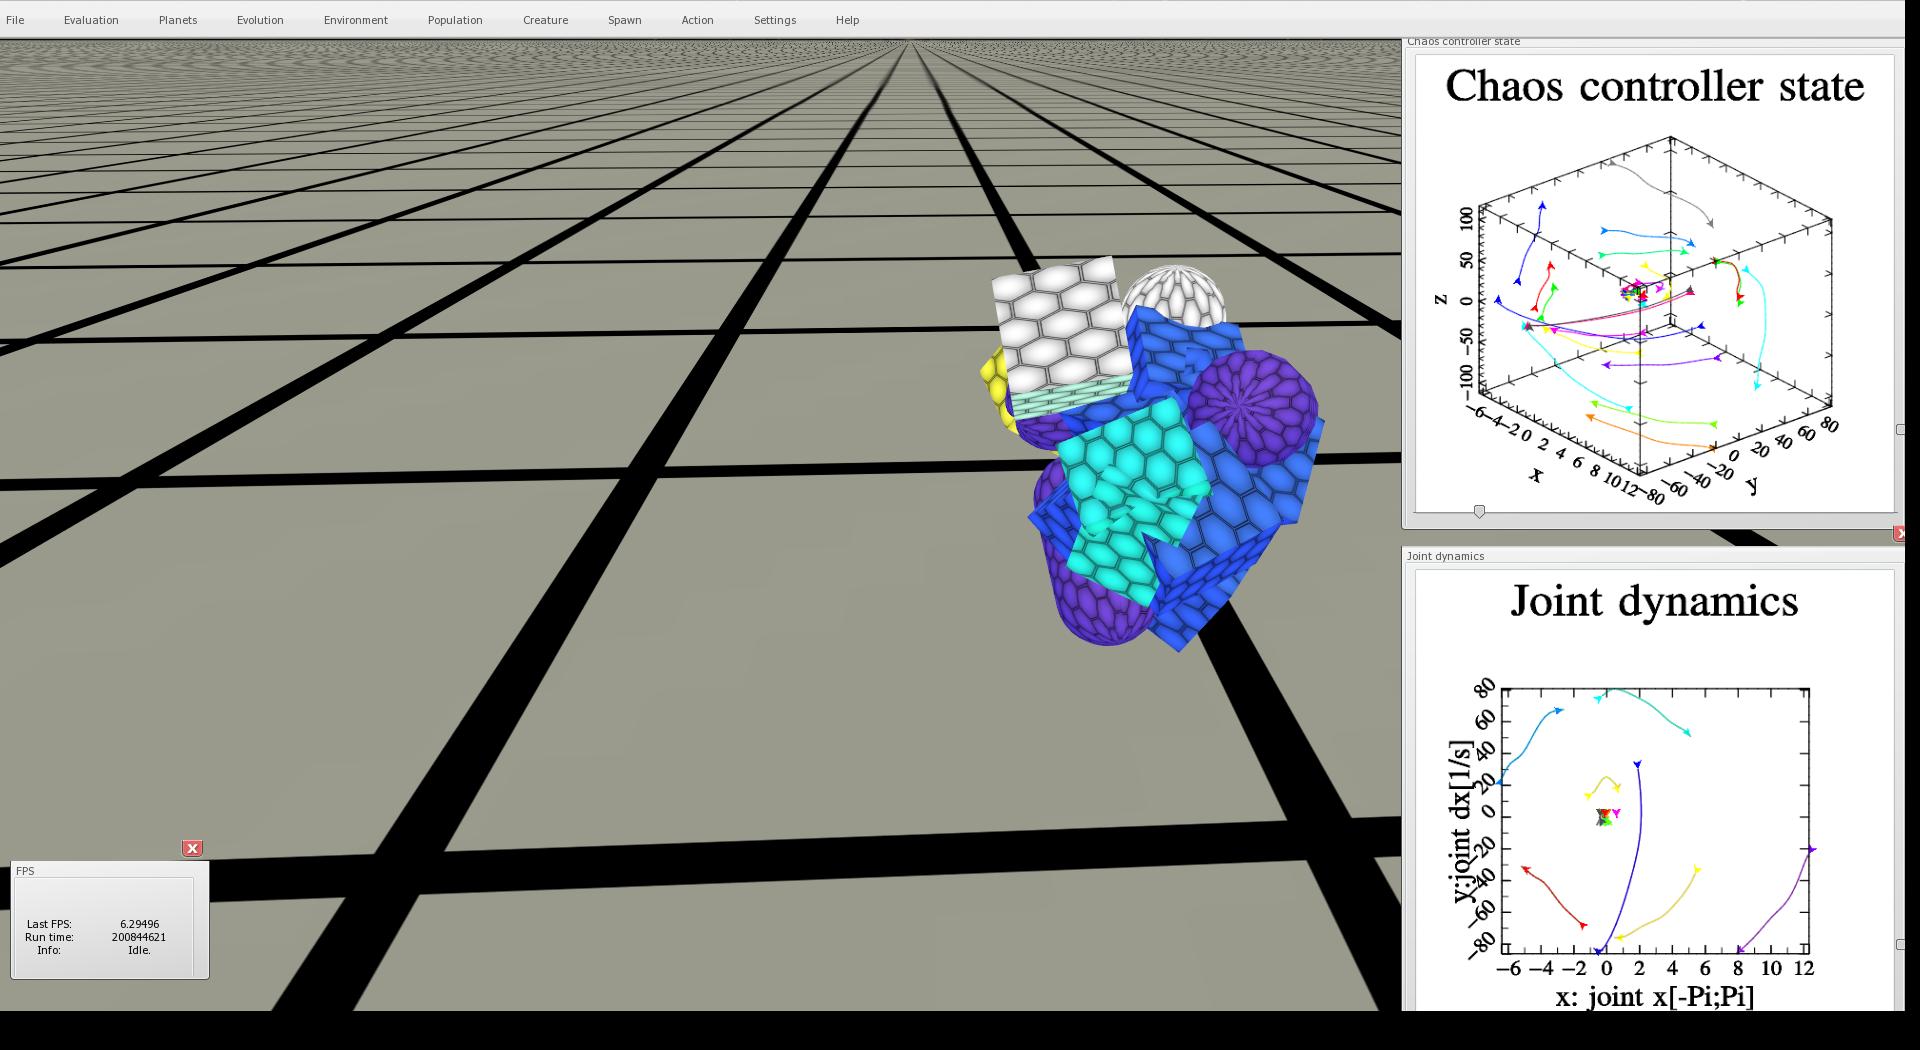 File Evaluation Planets Evolution Environment Population Creature Spawn Action Settings Help
Chaos controller state
Chaos controller state
100
50
0
−50
−100
z
−6 −4 −2 0 2 4 6 8 10 12
x
−80 −60 −40 −20 0 20 40 60 80
y
Joint dynamics
Joint dynamics
80
60
40
20
0
−20
−40
−60
−80
y:joint dx[1/s]
−6 −4 −2 0 2 4 6 8 10 12
x: joint x[-Pi;Pi]
x
FPS
Last FPS: 6.29496
Run time: 200844621
Info: Idle.